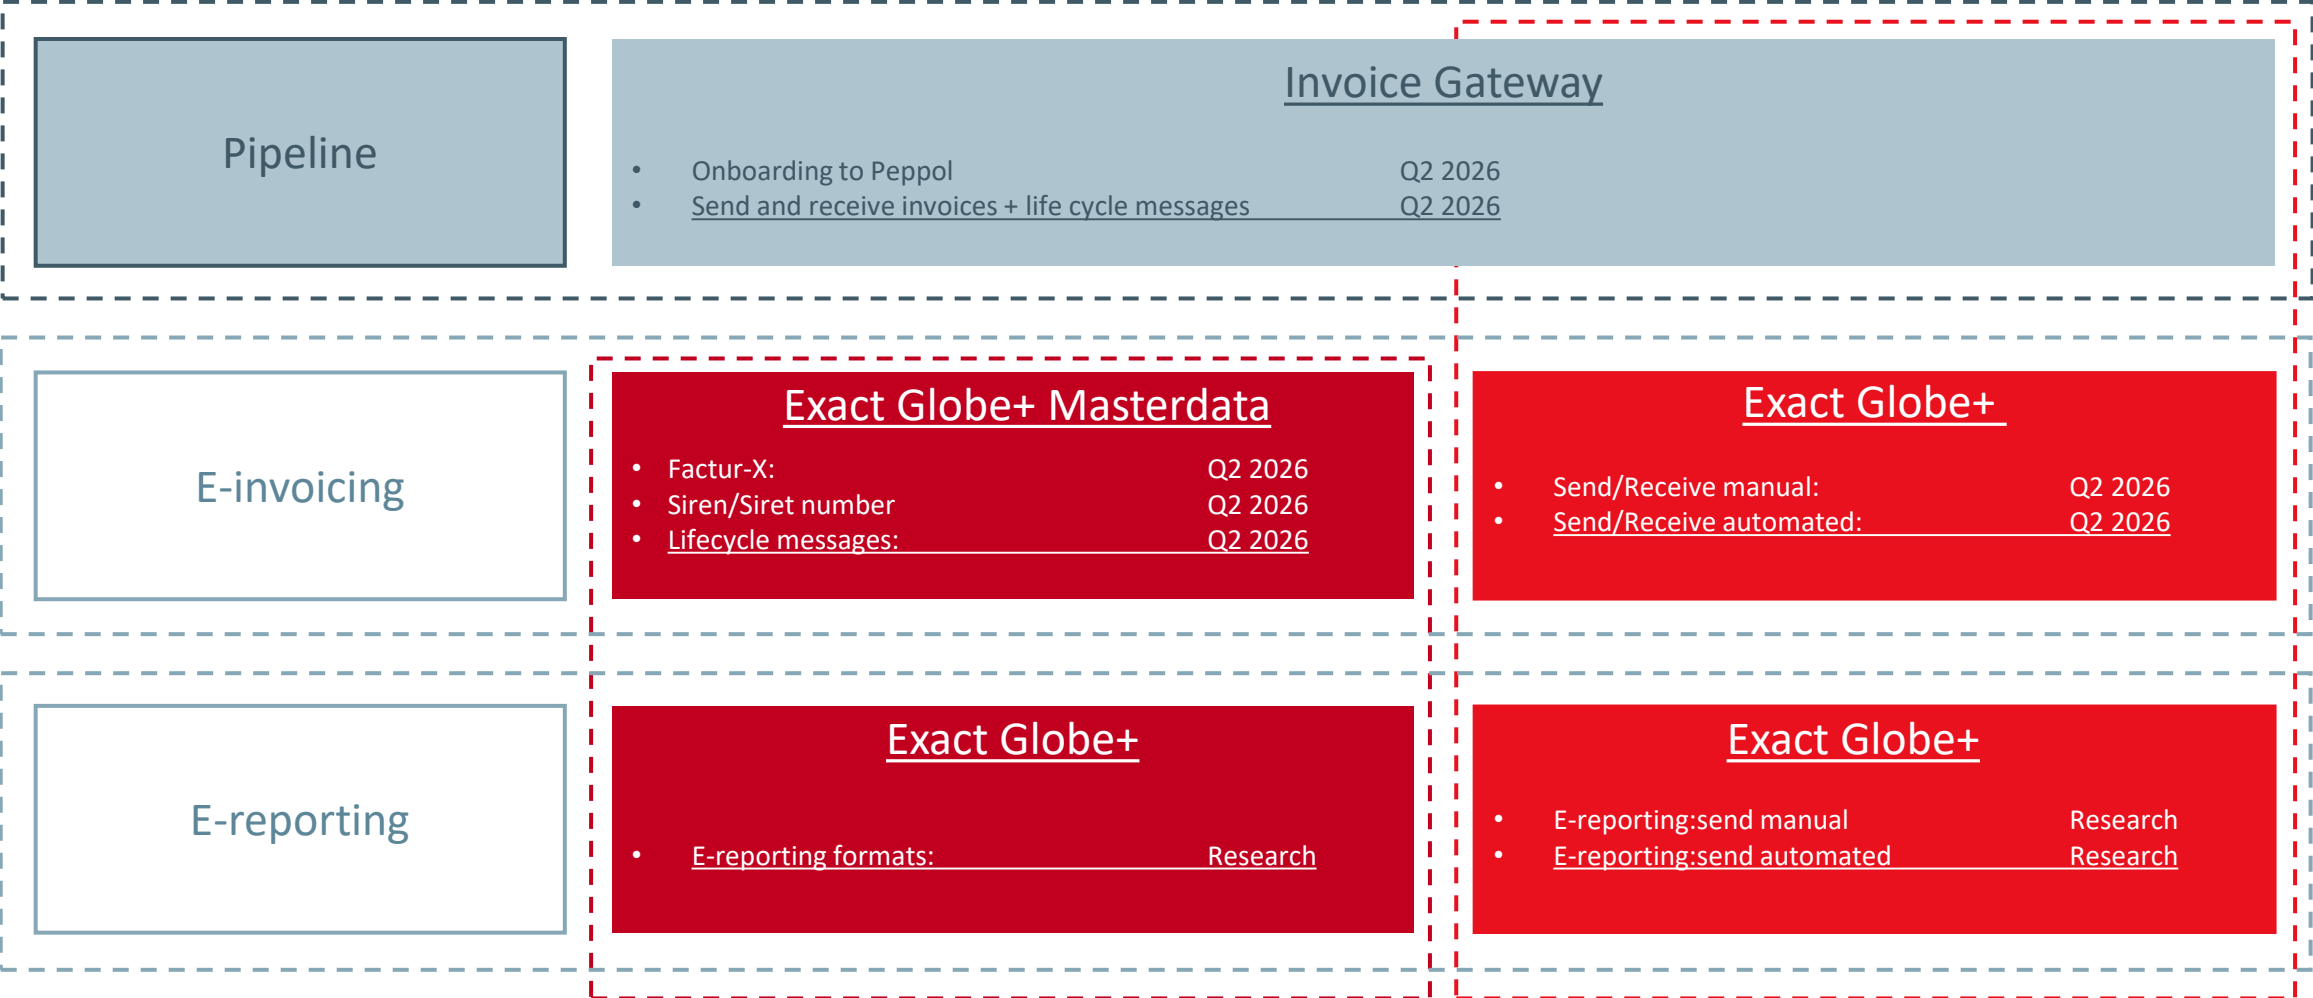 Pipeline
Invoice Gateway
• Onboarding to Peppol Q2 2026
• Send and receive invoices + life cycle messages Q2 2026
E-invoicing
Exact Globe+ Masterdata
• Factur-X: Q2 2026
• Siren/Siret number Q2 2026
• Lifecycle messages: Q2 2026
Exact Globe+
• Send/Receive manual: Q2 2026
• Send/Receive automated: Q2 2026
E-reporting
Exact Globe+
• E-reporting formats: Research
Exact Globe+
• E-reporting:send manual Research
• E-reporting:send automated Research